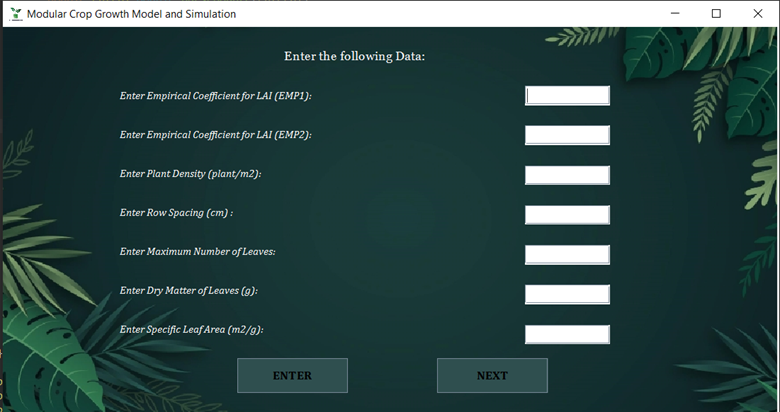 Modular Crop Growth Model and Simulation
Enter the following Data:
Enter Empirical Coefficient for LAI (EMP1):
Enter Empirical Coefficient for LAI (EMP2):
Enter Plant Density (plant/m2):
Enter Row Spacing (cm) :
Enter Maximum Number of Leaves:
Enter Dry Matter of Leaves (g):
Enter Specific Leaf Area (m2/g):
ENTER NEXT